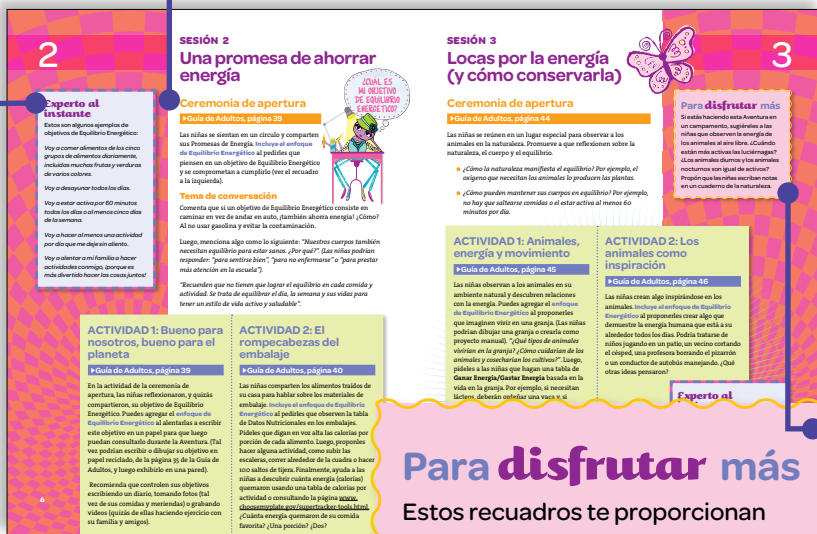 2
Experto al
instante
Estos son algunos ejemplos de
objetivos de Equilibrio Energético:
Voy a comer alimentos de los cinco
grupos de alimentos diariamente,
incluidas muchas frutas y verduras
de varios colores.
Voy a desayunar todos los días.
Voy a estar activa por 60 minutos
todos los días o al menos cinco días
de la semana.
Voy a hacer al menos una actividad
por día que me deje sin aliento.
Voy a alentar a mi familia a hacer
actividades conmigo, ¡porque es
más divertido hacer las cosas juntos!
SESIÓN 2
Una promesa de ahorrar
energía
¿CUÁL ES
MI OBJETIVO
DE EQUILIBRIO
ENERGÉTICO?
Ceremonia de apertura
Guía de Adultos, página 39
Las niñas se sientan en un círculo y comparten
sus Promesas de Energía. Incluye el enfoque
de Equilibrio Energético al pedirles que
piensen en un objetivo de Equilibrio Energético
y se comprometan a cumplirlo (ver el recuadro
a la izquierda).
Tema de conversación
Comenta que si un objetivo de Equilibrio Energético consiste en
caminar en vez de andar en auto, ¡también ahorra energía! ¿Cómo?
Al no usar gasolina y evitar la contaminación.
Luego, menciona algo como lo siguiente: "Nuestros cuerpos también
necesitan equilibrio para estar sanos. ¿Por qué?". (Las niñas podrían
responder: "para sentirse bien", "para no enfermarse" o "para prestar
más atención en la escuela").
"Recuerden que no tienen que lograr el equilibrio en cada comida y
actividad. Se trata de equilibrar el día, la semana y sus vidas para
tener un estilo de vida activo y saludable".
ACTIVIDAD 1: Bueno para
nosotros, bueno para el
planeta
Guía de Adultos, página 39
En la actividad de la ceremonia de
apertura, las niñas reflexionaron, y quizás
compartieron, su objetivo de Equilibrio
Energético. Puedes agregar el enfoque de
Equilibrio Energético al alentarlas a escribir
este objetivo en un papel para que luego
puedan consultarlo durante la Aventura. (Tal
vez podrían escribir o dibujar su objetivo en
papel reciclado, de la página 35 de la Guía de
Adultos, y luego exhibirlo en una pared).
Recomienda que controlen sus objetivos
escribiendo un diario, tomando fotos (tal
vez de sus comidas y meriendas) o grabando
videos (quizás de ellas haciendo ejercicio con
su familia y amigos).
6
ACTIVIDAD 2: El
rompecabezas del
embalaje
Guía de Adultos, página 40
Las niñas comparten los alimentos traídos de
su casa para hablar sobre los materiales de
embalaje. Incluye el enfoque de Equilibrio
Energético al pedirles que observen la tabla
de Datos Nutricionales en los embalajes.
Pídeles que digan en voz alta las calorías por
porción de cada alimento. Luego, proponles
hacer alguna actividad, como subir las
escaleras, correr alrededor de la cuadra o hacer
100 saltos de tijera. Finalmente, ayuda a las
niñas a descubrir cuánta energía (calorías)
quemaron usando una tabla de calorías por
actividad o consultando la página www.
choosemyplate.gov/supertracker-tools.html.
¿Cuánta energía quemaron de su comida
favorita? ¿Una porción? ¿Dos?
SESIÓN 3
Locas por la energía
(y cómo conservarla)
3
Ceremonia de apertura
Guía de Adultos, página 44
Las niñas se reúnen en un lugar especial para observar a los
animales en la naturaleza. Promueve a que reflexionen sobre la
naturaleza, el cuerpo y el equilibrio.
¿Cómo la naturaleza manifiesta el equilibrio? Por ejemplo, el
oxígeno que necesitan los animales lo producen las plantas.
¿Cómo pueden mantener sus cuerpos en equilibrio? Por ejemplo,
no hay que saltearse comidas o el estar activa al menos 60
minutos por día.
Para disfrutar más
Si estás haciendo esta Aventura en
un campamento, sugiéreles a las
niñas que observen la energía de
los animales al aire libre. ¿Cuándo
están más activas las luciérnagas?
¿Los animales diurnos y los animales
nocturnos son igual de activos?
Propón que las niñas escriban notas
en un cuaderno de la naturaleza.
ACTIVIDAD 1: Animales,
energía y movimiento
Guía de Adultos, página 45
Las niñas observan a los animales en su
ambiente natural y descubren relaciones
con la energía. Puedes agregar el enfoque
de Equilibrio Energético al proponerles
que imaginen vivir en una granja. (Las niñas
podrían dibujar una granja o crearla como
proyecto manual). "¿Qué tipos de animales
vivirían en la granja? ¿Cómo cuidarían de los
animales y cosecharían los cultivos?". Luego,
pídeles a las niñas que hagan una tabla de
Ganar Energía/Gastar Energía basada en la
vida en la granja. Por ejemplo, si necesitan
lácteos, deberán ordeñar una vaca y, si
ACTIVIDAD 2: Los
animales como
inspiración
Guía de Adultos, página 46
Las niñas crean algo inspirándose en los
animales. Incluye el enfoque de Equilibrio
Energético al proponerles crear algo que
demuestre la energía humana que está a su
alrededor todos los días. Podría tratarse de
niños jugando en un patio, un vecino cortando
el césped, una profesora borrando el pizarrón
o un conductor de autobús manejando. ¿Qué
otras ideas pensaron?
Experto al
Para disfrutar más
Estos recuadros te proporcionan